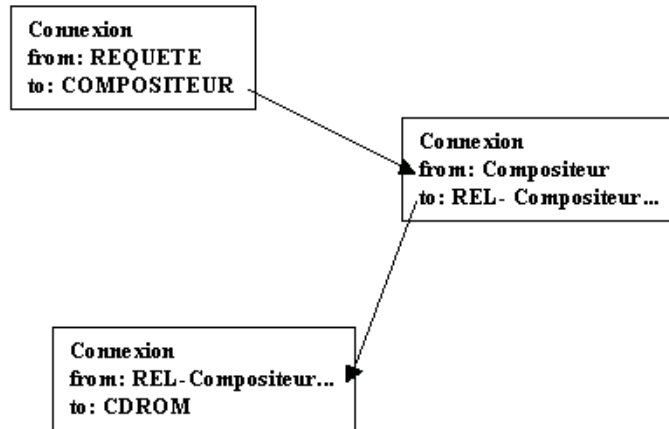 Connexion
from: REQUETE
to: COMPOSITEUR
Connexion
from: Compositeur
to: REL- Compositeur...
Connexion
from: REL-Compositeur...
to: CDROM